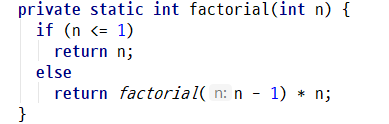 private static int factorial(int n) {
if (n <= 1)
return n;
else
return factorial( n: n - 1) * n;
}